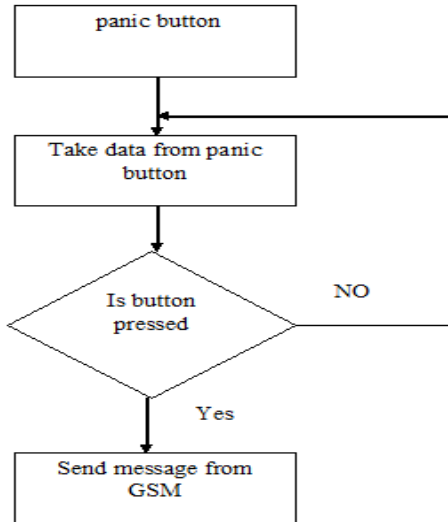 panic button
Take data from panic
button
Is button
pressed
NO
Yes
Send message from
GSM